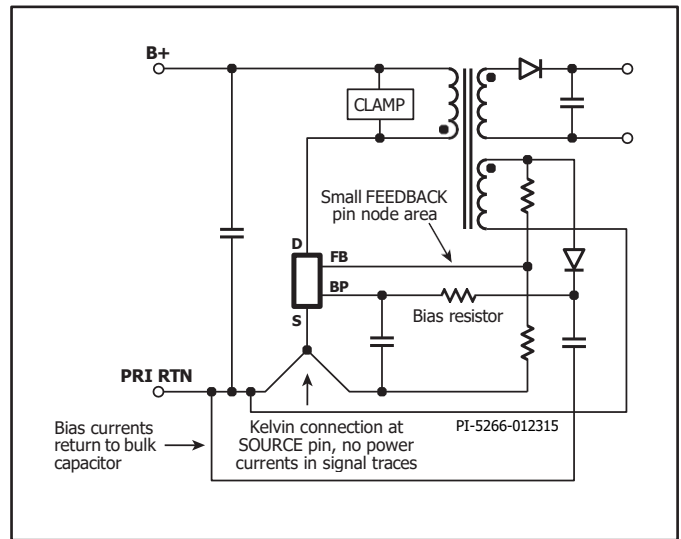 B+
CLAMP
Small FEEDBACK
pin node area
D
FB
BP
S
Bias resistor
PRI RTN
PI-5266-012315
Bias currents
return to bulk
capacitor
Kelvin connection at
SOURCE pin, no power
currents in signal traces